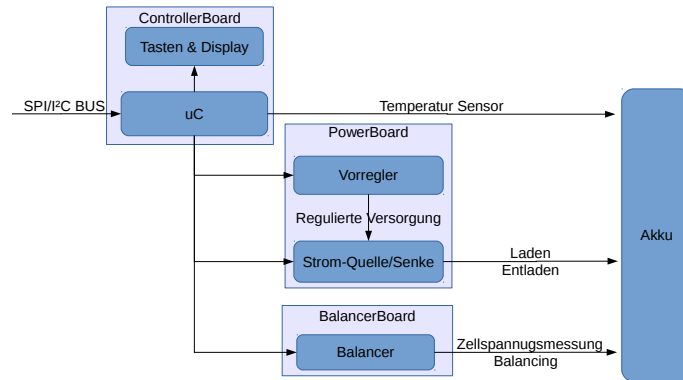 ControllerBoard
Tasten & Display
SPI/I²C BUS
uC
Temperatur Sensor
PowerBoard
Vorregler
Regulierte Versorgung
Strom-Quelle/Senke
Laden
Entladen
Akku
BalancerBoard
Balancer
Zellspannugsmessung
Balancing